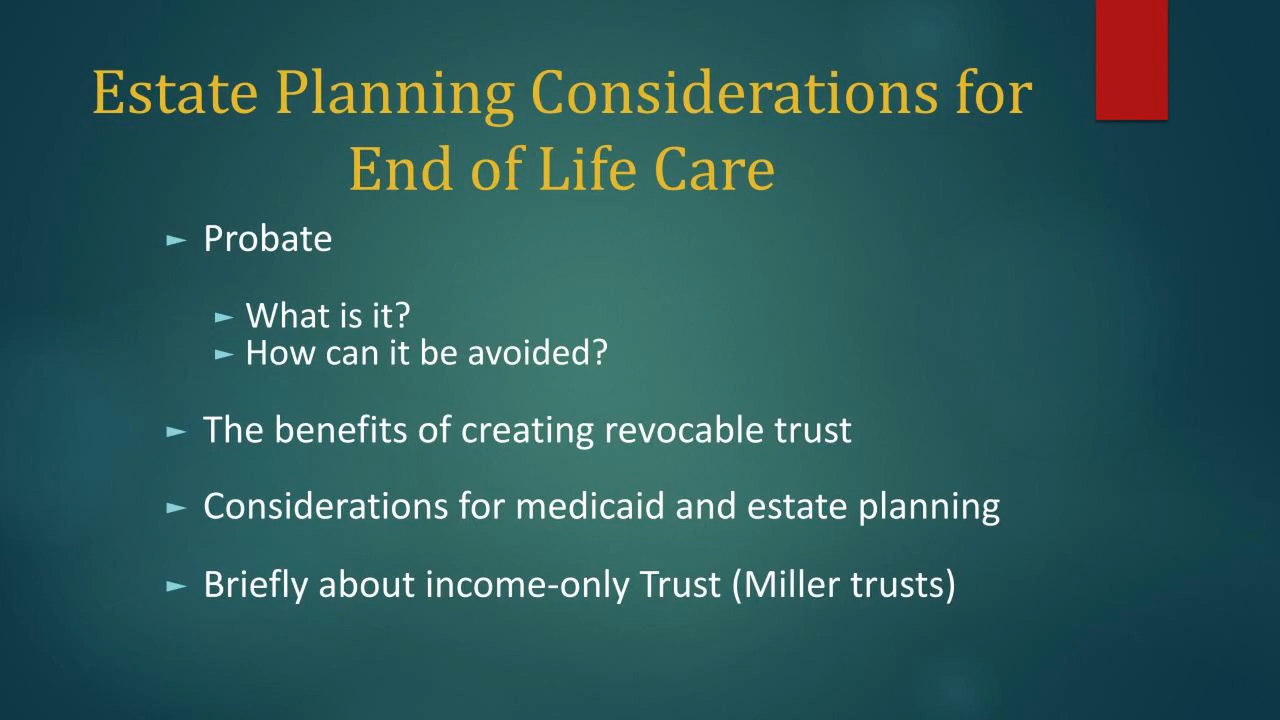 Estate Planning Considerations for
End of Life Care
► Probate
► What is it?
► How can it be avoided?
► The benefits of creating revocable trust
► Considerations for medicaid and estate planning
► Briefly about income-only Trust (Miller trusts)